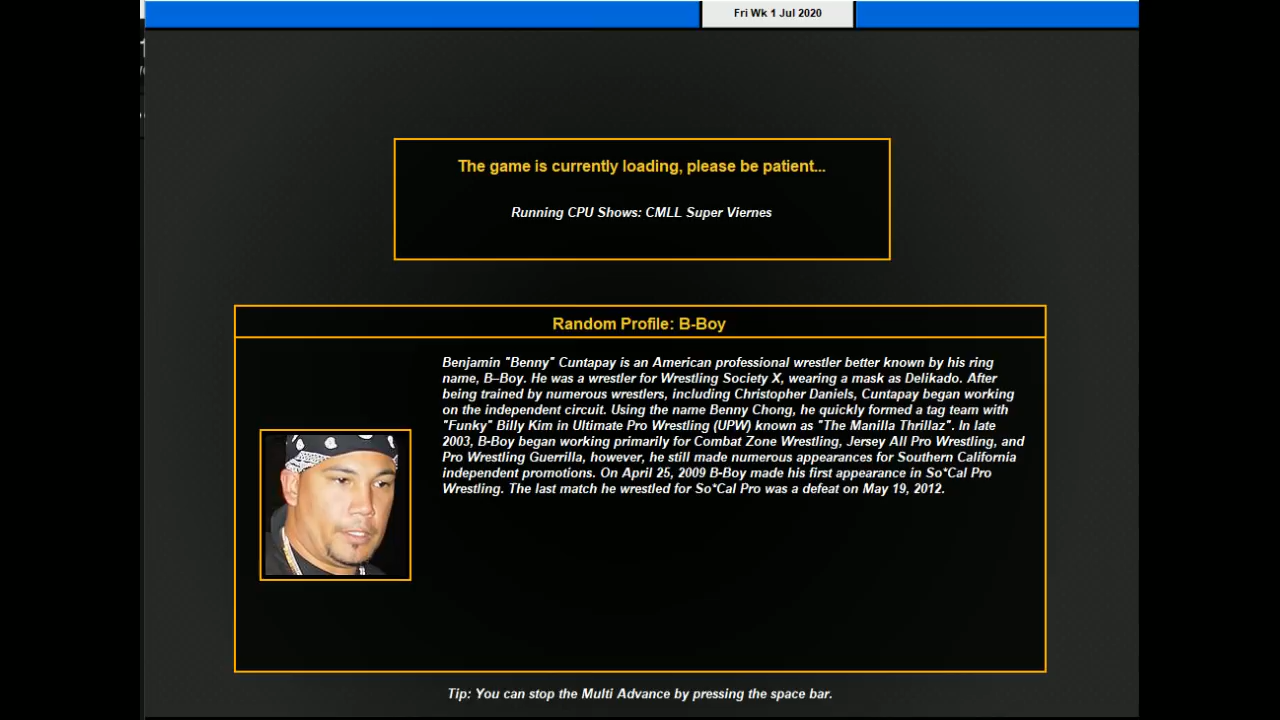 Fri Wk 1 Jul 2020
The game is currently loading, please be patient...
Running CPU Shows: CMLL Super Viernes
Random Profile: B-Boy
Benjamin "Benny" Cuntapay is an American professional wrestler better known by his ring
name, B–Boy. He was a wrestler for Wrestling Society X, wearing a mask as Delikado. After
being trained by numerous wrestlers, including Christopher Daniels, Cuntapay began working
on the independent circuit. Using the name Benny Chong, he quickly formed a tag team with
"Funky" Billy Kim in Ultimate Pro Wrestling (UPW) known as "The Manilla Thrillaz". In late
2003, B-Boy began working primarily for Combat Zone Wrestling, Jersey All Pro Wrestling, and
Pro Wrestling Guerrilla, however, he still made numerous appearances for Southern California
independent promotions. On April 25, 2009 B-Boy made his first appearance in So*Cal Pro
Wrestling. The last match he wrestled for So*Cal Pro was a defeat on May 19, 2012.
Tip: You can stop the Multi Advance by pressing the space bar.